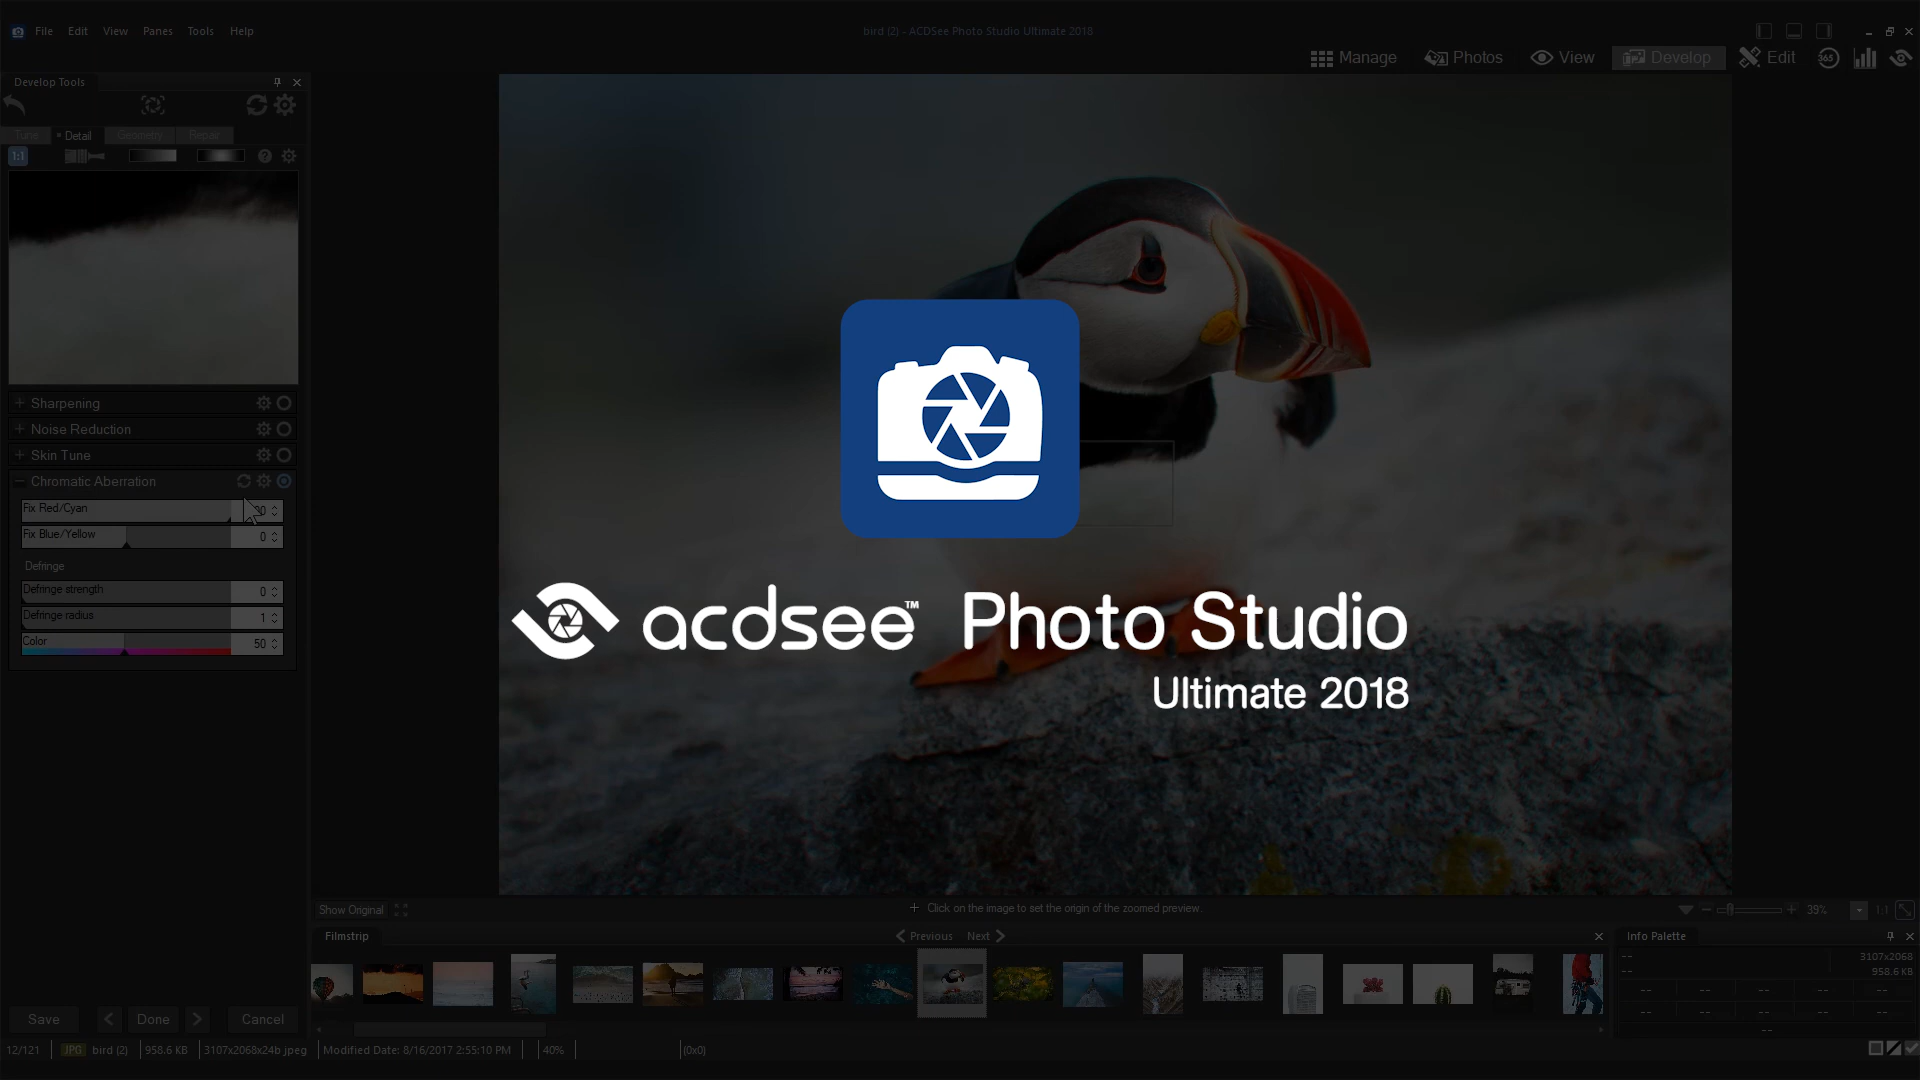 File Edit View Panes Tools Help
bird (2) - ACDSee Photo Studio Ultimate 2018
Manage Photos View Develop Edit 365
Develop Tools
Tune Detail Geometry Repair
1:1
+ Sharpening
+ Noise Reduction
+ Skin Tune
− Chromatic Aberration
Fix Red/Cyan
Fix Blue/Yellow 0
Defringe
Defringe strength 0
Defringe radius 1
Color 50
acdsee™ Photo Studio
Ultimate 2018
Show Original
+ Click on the image to set the origin of the zoomed preview.
39% 1:1
Filmstrip
Previous Next
Info Palette
-- 3107x2068
-- 958.6 KB
-- -- -- -- --
-- -- -- -- --
--
Save Done Cancel
12/121 JPG bird (2) 958.6 KB 3107x2068x24b jpeg Modified Date: 8/16/2017 2:55:10 PM 40% (0x0)